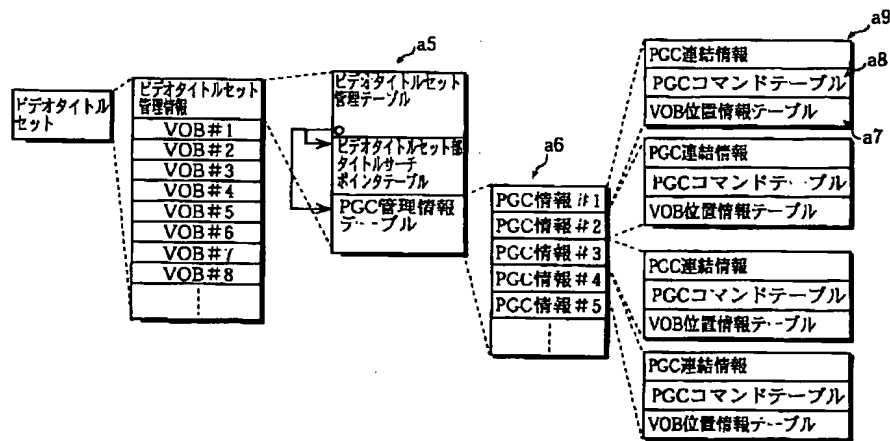 ビデオタイトル
セット
ビデオタイトルセット
管理情報
VOB#1
VOB#2
VOB#3
VOB#4
VOB#5
VOB#6
VOB#7
VOB#8
a5
ビデオタイトルセット
管理テーブル
ビデオタイトルセット部
タイトルサーチ
ポインタテーブル
PGC管理情報
テーブル
a6
PGC情報#1
PGC情報#2
PGC情報#3
PGC情報#4
PGC情報#5
a9
PGC連結情報
a8
PGCコマンドテーブル
VOB位置情報テーブル
a7
PGC連結情報
PGCコマンドテーブル
VOB位置情報テーブル
PGC連結情報
PGCコマンドテーブル
VOB位置情報テーブル
PGC連結情報
PGCコマンドテーブル
VOB位置情報テーブル